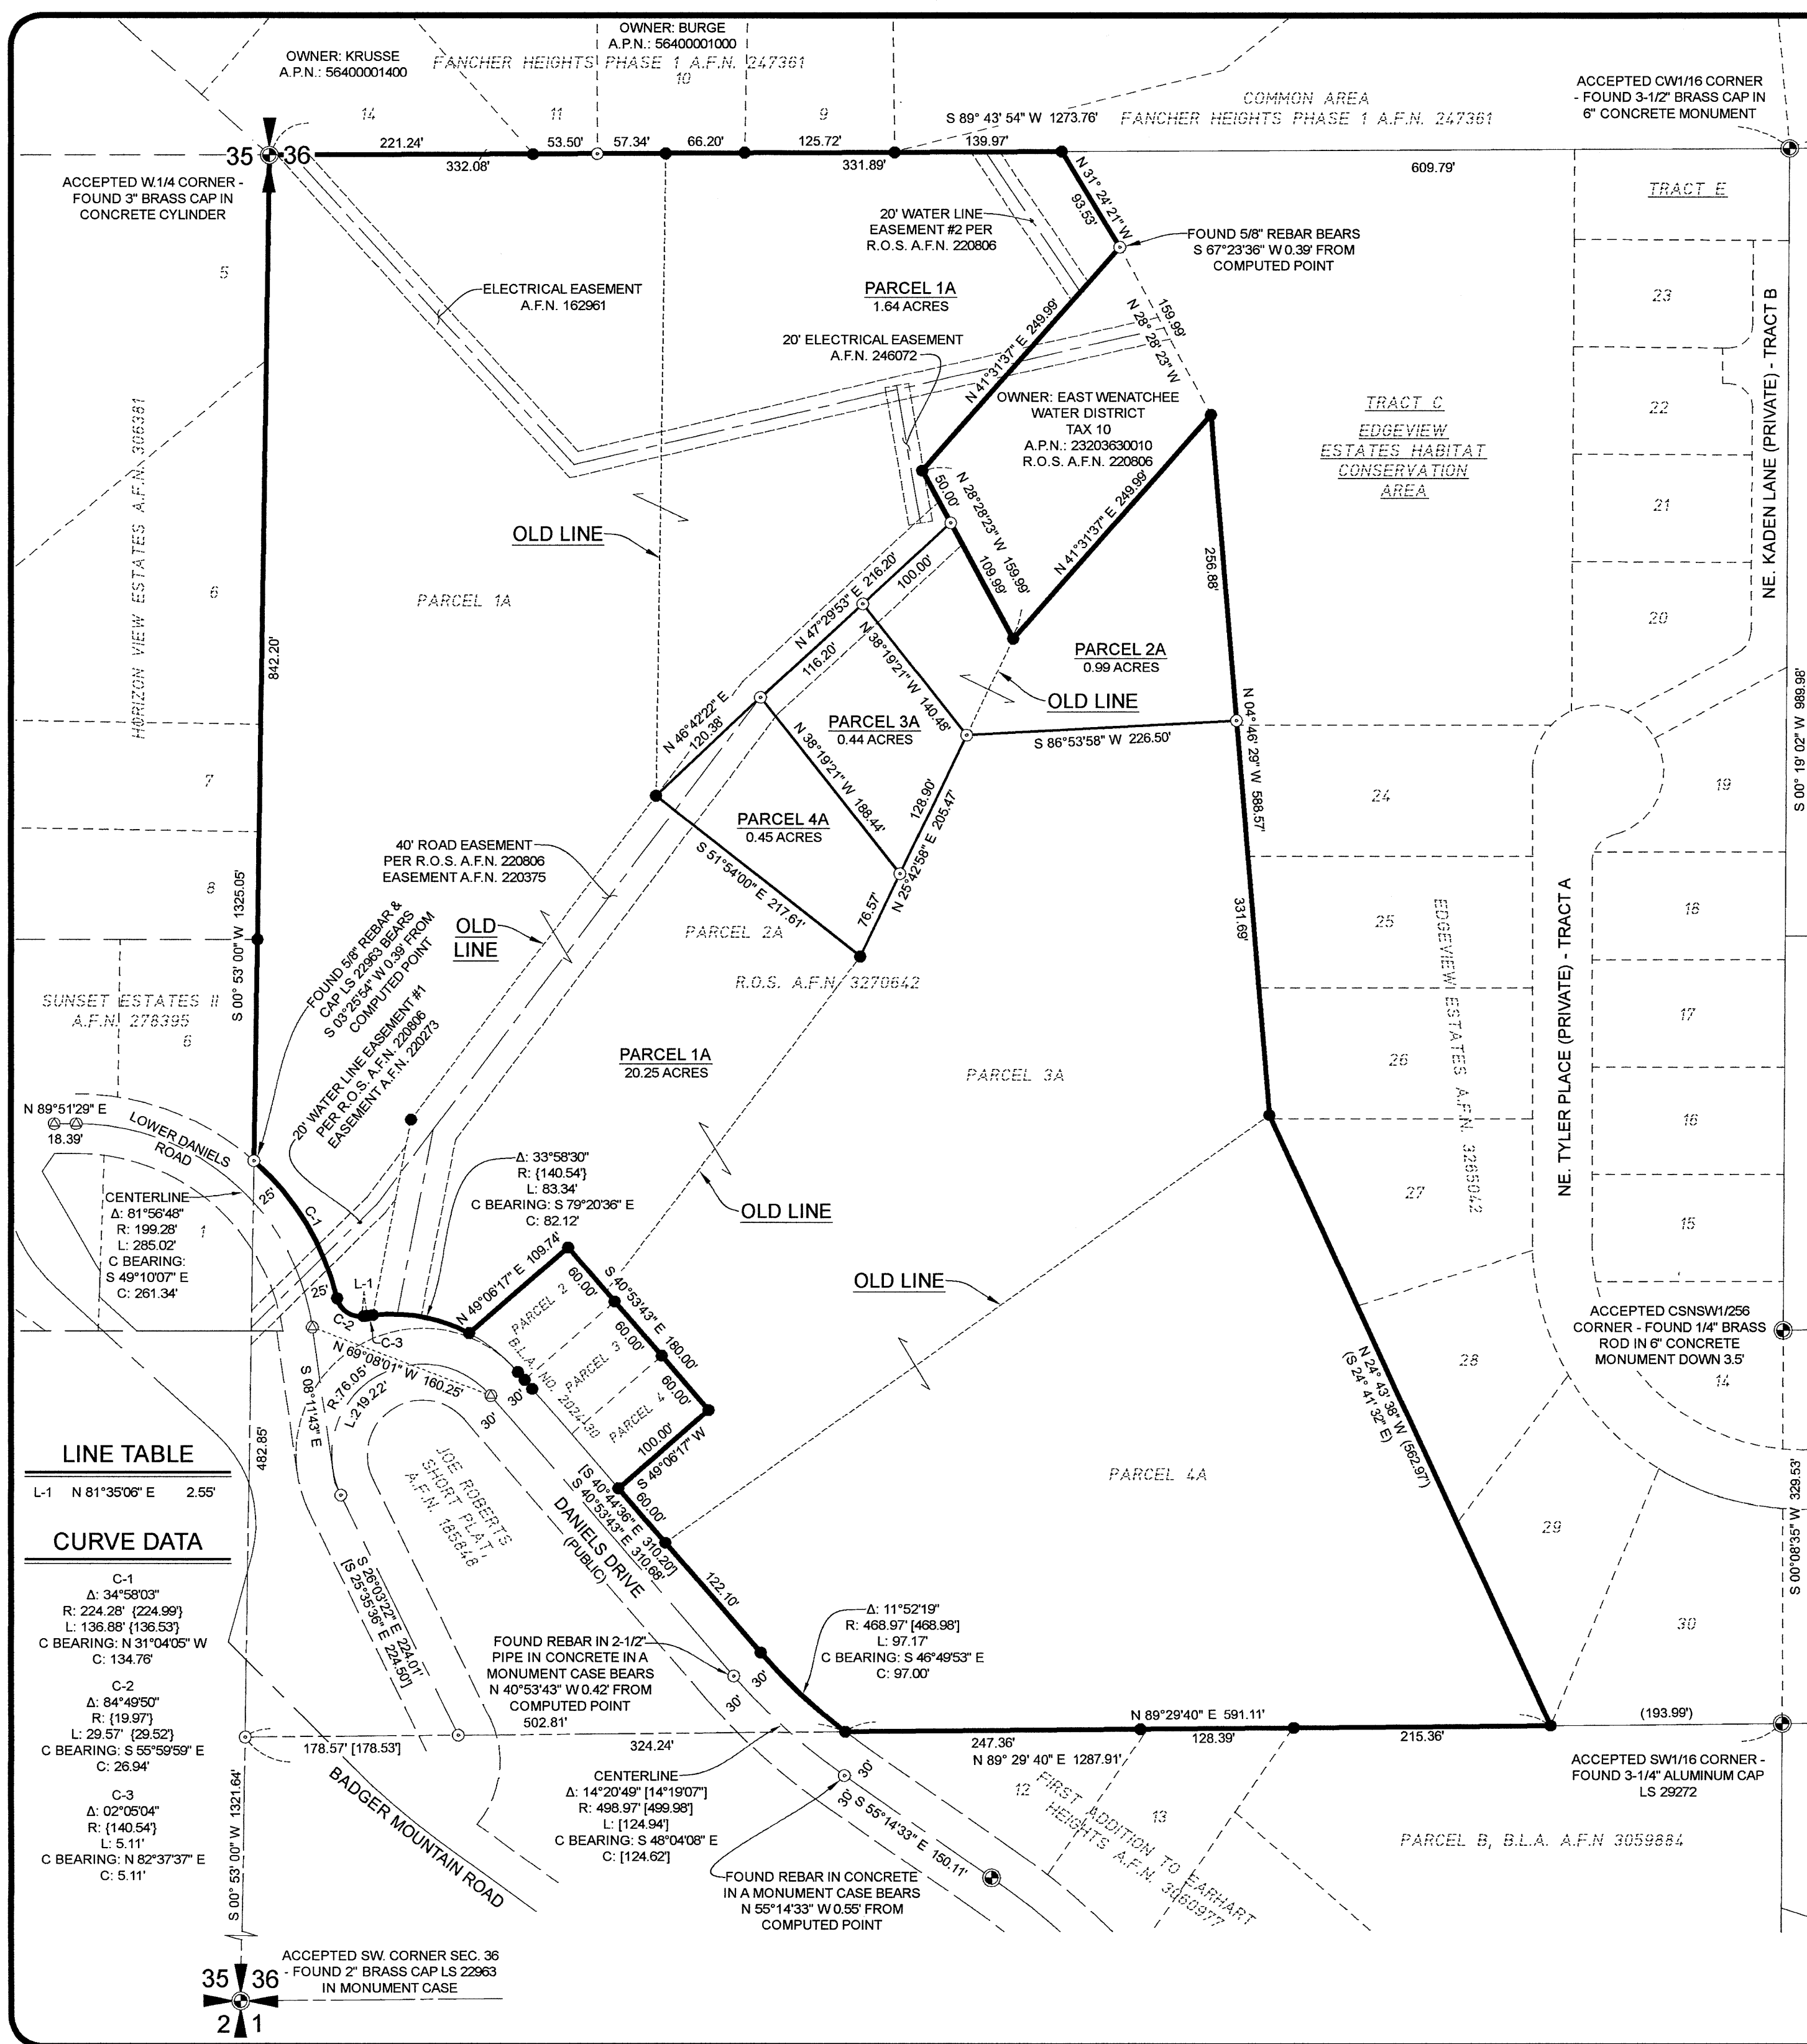 OWNER: BURGE
A.P.N.: 56400001000
OWNER: KRUSSE
A.P.N.: 56400001400
FANCHER HEIGHTS PHASE 1 A.F.N. 247361
10
14
11
9
COMMON AREA
FANCHER HEIGHTS PHASE 1 A.F.N. 247361
S 89° 43' 54" W 1273.76'
ACCEPTED CW1/16 CORNER
- FOUND 3-1/2" BRASS CAP IN
6" CONCRETE MONUMENT
35 36
221.24'
53.50'
57.34'
66.20'
125.72'
139.97'
332.08'
331.89'
609.79'
ACCEPTED W.1/4 CORNER -
FOUND 3" BRASS CAP IN
CONCRETE CYLINDER
N 31° 24' 21" W
93.53'
TRACT E
20' WATER LINE
EASEMENT #2 PER
R.O.S. A.F.N. 220806
FOUND 5/8" REBAR BEARS
S 67°23'36" W 0.39' FROM
COMPUTED POINT
5
ELECTRICAL EASEMENT
A.F.N. 162961
PARCEL 1A
1.64 ACRES
23
20' ELECTRICAL EASEMENT
A.F.N. 246072
N 41°31'37" E 249.99'
159.99'
N 28° 28' 23" W
NE. KADEN LANE (PRIVATE) - TRACT B
HORIZON VIEW ESTATES A.F.N. 306381
OWNER: EAST WENATCHEE
WATER DISTRICT
TAX 10
A.P.N.: 23203630010
R.O.S. A.F.N. 220806
TRACT C
EDGEVIEW
ESTATES HABITAT
CONSERVATION
AREA
22
21
20
50.00'
N 28°28'23" W 159.99'
109.99'
N 41°31'37" E 249.99'
256.88'
OLD LINE
6
PARCEL 1A
842.20'
N 47°29'53" E 216.20'
100.00'
116.20'
N 38°19'21" W 140.48'
PARCEL 2A
0.99 ACRES
OLD LINE
S 00° 19' 02" W 989.98'
N 46°42'22" E
120.38'
PARCEL 3A
0.44 ACRES
S 86°53'58" W 226.50'
N 04° 46' 29" W 588.57'
7
N 38°19'21" W 188.44'
19
24
PARCEL 4A
0.45 ACRES
128.90'
N 25°42'58" E 205.47'
76.57'
S 51°54'00" E 217.61'
331.69'
40' ROAD EASEMENT
PER R.O.S. A.F.N. 220806
EASEMENT A.F.N. 220375
8
S 00° 53' 00" W 1325.05'
FOUND 5/8" REBAR &
CAP LS 22963 BEARS
S 03°25'54" W 0.39' FROM
COMPUTED POINT
OLD
LINE
PARCEL 2A
R.O.S. A.F.N. 3270642
25
18
EDGEVIEW ESTATES A.F.N. 3265042
NE. TYLER PLACE (PRIVATE) - TRACT A
SUNSET ESTATES II
A.F.N. 278395
6
20' WATER LINE EASEMENT #1
PER R.O.S. A.F.N. 220806
EASEMENT A.F.N. 220273
17
PARCEL 1A
20.25 ACRES
PARCEL 3A
26
N 89°51'29" E
18.39'
LOWER DANIELS
ROAD
16
Δ: 33°58'30"
R: {140.54'}
L: 83.34'
C BEARING: S 79°20'36" E
C: 82.12'
27
15
CENTERLINE
Δ: 81°56'48"
R: 199.28'
L: 285.02'
C BEARING:
S 49°10'07" E
C: 261.34'
1
25'
C-1
OLD LINE
OLD LINE
25'
L-1
C-2
C-3
N 49°06'17" E 109.74'
60.00'
S 40°53'43" E 180.00'
60.00'
60.00'
PARCEL 2
PARCEL 3
PARCEL 4
B.L.A. NO. 2024-30
ACCEPTED CSNSW1/256
CORNER - FOUND 1/4" BRASS
ROD IN 6" CONCRETE
MONUMENT DOWN 3.5'
14
28
N 69°08'01" W 160.25'
R:76.05'
L:219.22'
S 08°11'43" E
30'
30'
100.00'
S 49°06'17" W
60.00'
N 24° 43' 38" W (562.97')
(S 24° 41' 32" E)
482.85'
LINE TABLE
L-1 N 81°35'06" E 2.55'
JOE ROBERTS
SHORT PLAT,
A.F.N. 185848
[S 40°44'36" E 310.20']
S 40°53'43" E 310.68'
DANIELS DRIVE
(PUBLIC)
PARCEL 4A
29
S 00°08'35" W 329.53'
CURVE DATA
C-1
Δ: 34°58'03"
R: 224.28' {224.99'}
L: 136.88' {136.53'}
C BEARING: N 31°04'05" W
C: 134.76'
C-2
Δ: 84°49'50"
R: {19.97'}
L: 29.57' {29.52'}
C BEARING: S 55°59'59" E
C: 26.94'
C-3
Δ: 02°05'04"
R: {140.54'}
L: 5.11'
C BEARING: N 82°37'37" E
C: 5.11'
S 26°03'22" E 224.01'
[S 25°35'36" E 224.50']
122.10'
Δ: 11°52'19"
R: 468.97' [468.98']
L: 97.17'
C BEARING: S 46°49'53" E
C: 97.00'
30
FOUND REBAR IN 2-1/2"
PIPE IN CONCRETE IN A
MONUMENT CASE BEARS
N 40°53'43" W 0.42' FROM
COMPUTED POINT
502.81'
30'
30'
N 89°29'40" E 591.11'
(193.99')
178.57' [178.53']
324.24'
247.36'
128.39'
215.36'
N 89° 29' 40" E 1287.91'
ACCEPTED SW1/16 CORNER -
FOUND 3-1/4" ALUMINUM CAP
LS 29272
S 00° 53' 00" W 1321.64'
BADGER MOUNTAIN ROAD
CENTERLINE
Δ: 14°20'49" [14°19'07"]
R: 498.97' [499.98']
L: [124.94']
C BEARING: S 48°04'08" E
C: [124.62']
30'
30'
S 55°14'33" E 150.11'
12
13
FIRST ADDITION TO EARHART
HEIGHTS A.F.N. 3060977
PARCEL B, B.L.A. A.F.N 3059884
FOUND REBAR IN CONCRETE
IN A MONUMENT CASE BEARS
N 55°14'33" W 0.55' FROM
COMPUTED POINT
ACCEPTED SW. CORNER SEC. 36
- FOUND 2" BRASS CAP LS 22963
IN MONUMENT CASE
35 36
2 1